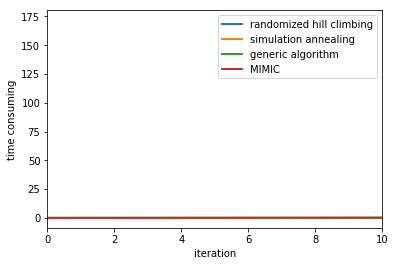 175
150
125
100
75
50
25
0
time consuming
randomized hill climbing
simulation annealing
generic algorithm
MIMIC
0 2 4 6 8 10
iteration